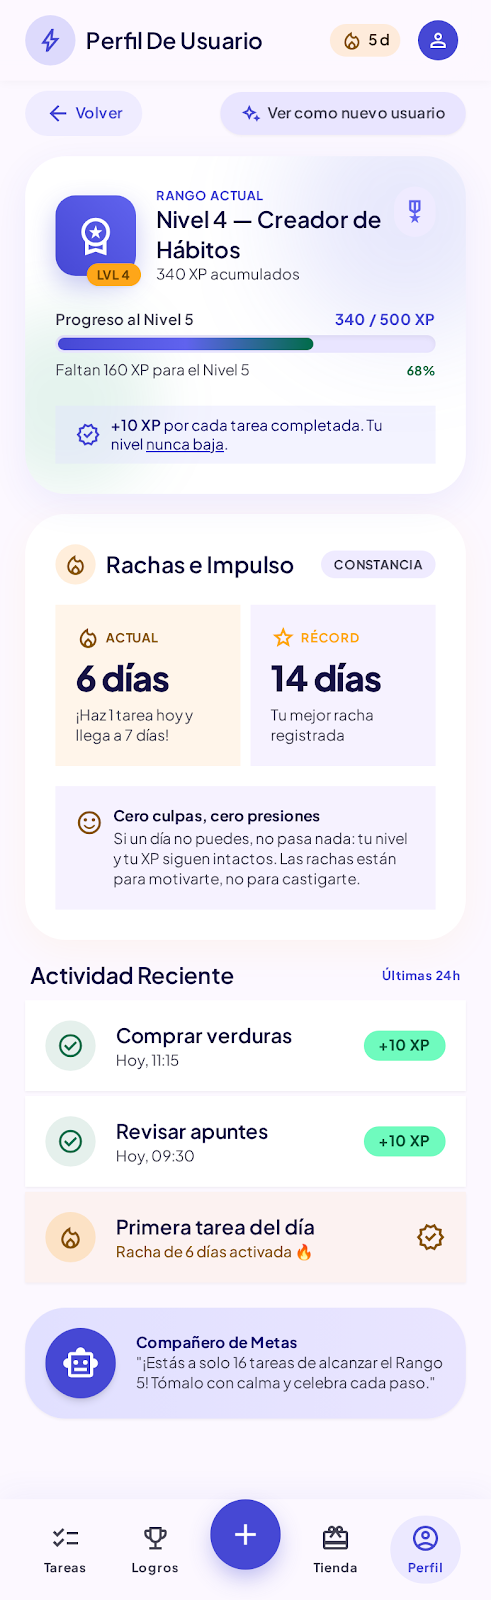 Perfil De Usuario
5 d
Volver
Ver como nuevo usuario
RANGO ACTUAL
Nivel 4 — Creador de
Hábitos
LVL 4
340 XP acumulados
Progreso al Nivel 5
340 / 500 XP
Faltan 160 XP para el Nivel 5
68%
+10 XP por cada tarea completada. Tu
nivel nunca baja.
Rachas e Impulso
CONSTANCIA
ACTUAL
6 días
¡Haz 1 tarea hoy y
llega a 7 días!
RÉCORD
14 días
Tu mejor racha
registrada
Cero culpas, cero presiones
Si un día no puedes, no pasa nada: tu nivel
y tu XP siguen intactos. Las rachas están
para motivarte, no para castigarte.
Actividad Reciente
Últimas 24h
Comprar verduras
Hoy, 11:15
+10 XP
Revisar apuntes
Hoy, 09:30
+10 XP
Primera tarea del día
Racha de 6 días activada 🔥
Compañero de Metas
"¡Estás a solo 16 tareas de alcanzar el Rango
5! Tómalo con calma y celebra cada paso."
Tareas
Logros
Tienda
Perfil